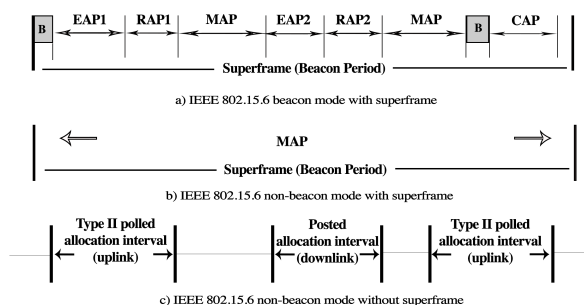 B EAP1 RAP1 MAP EAP2 RAP2 MAP B CAP
Superframe (Beacon Period)
a) IEEE 802.15.6 beacon mode with superframe
MAP
Superframe (Beacon Period)
b) IEEE 802.15.6 non-beacon mode with superframe
Type II polled allocation interval (uplink)
Posted allocation interval (downlink)
Type II polled allocation interval (uplink)
c) IEEE 802.15.6 non-beacon mode without superframe